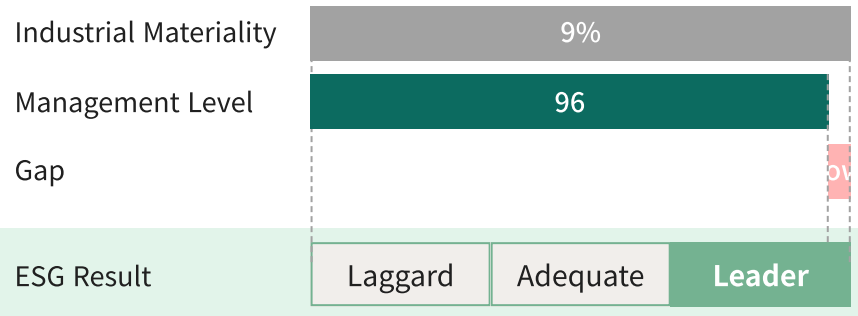 Industrial Materiality 9%
Management Level 96
Gap
ESG Result Laggard Adequate Leader